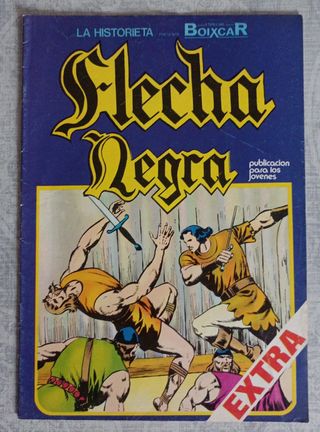 LA HISTORIETA
BOIXCAR
Flecha
Negra
publicacion
para los
jovenes
EXTRA